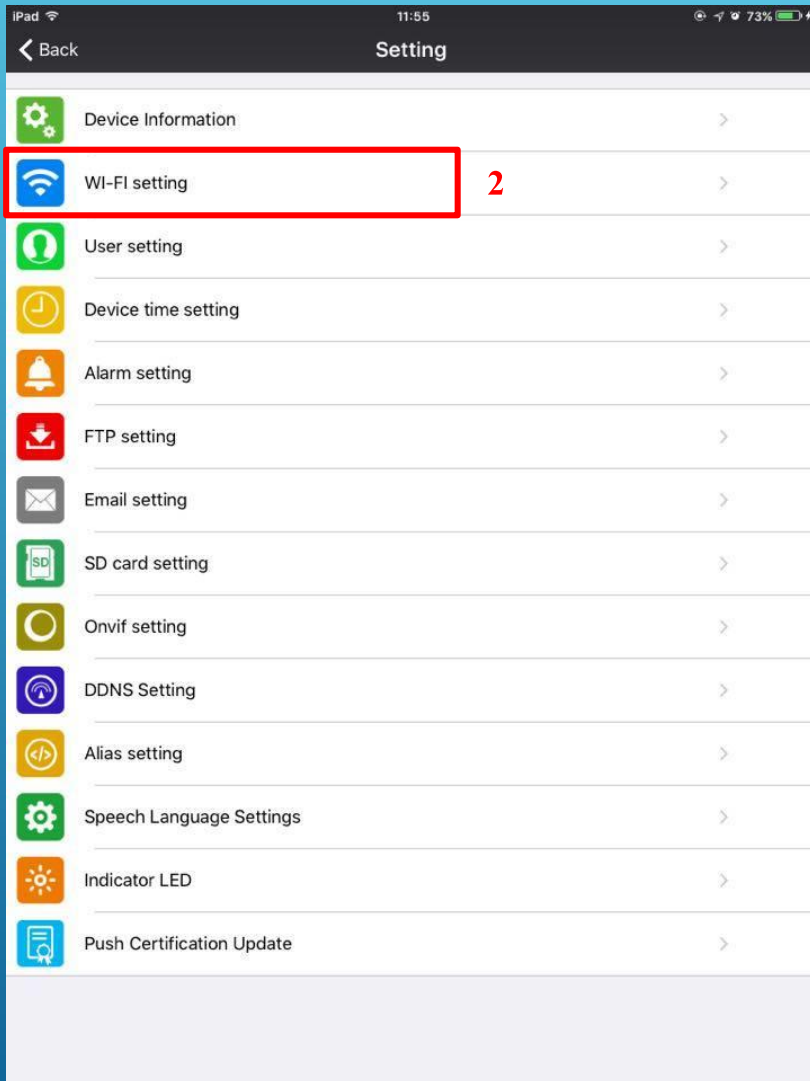 iPad 11:55 73%
Back Setting
Device Information
WI-FI setting 2
User setting
Device time setting
Alarm setting
FTP setting
Email setting
SD SD card setting
Onvif setting
DDNS Setting
Alias setting
Speech Language Settings
Indicator LED
Push Certification Update